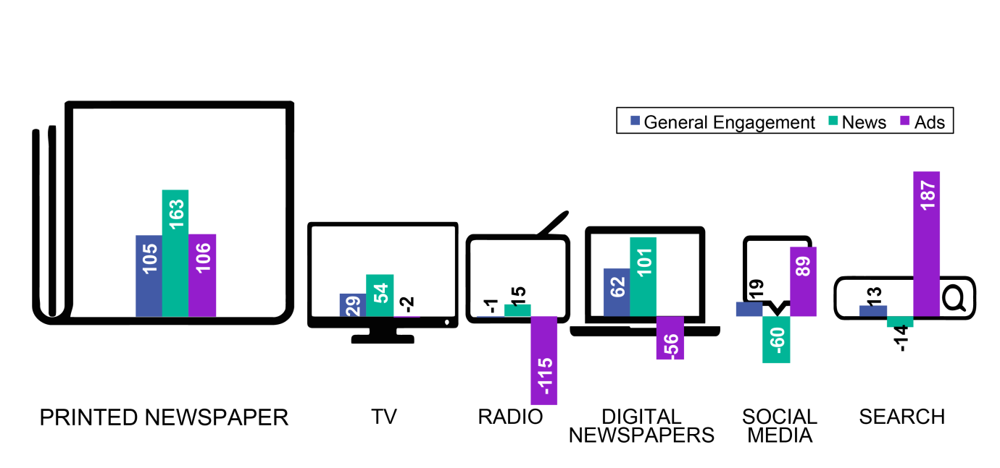 General Engagement News Ads
105 163 106
29 54 -2
-1 15 -115
62 101 -56
19 -60 89
13 -14 187
PRINTED NEWSPAPER
TV
RADIO
DIGITAL
NEWSPAPERS
SOCIAL
MEDIA
SEARCH